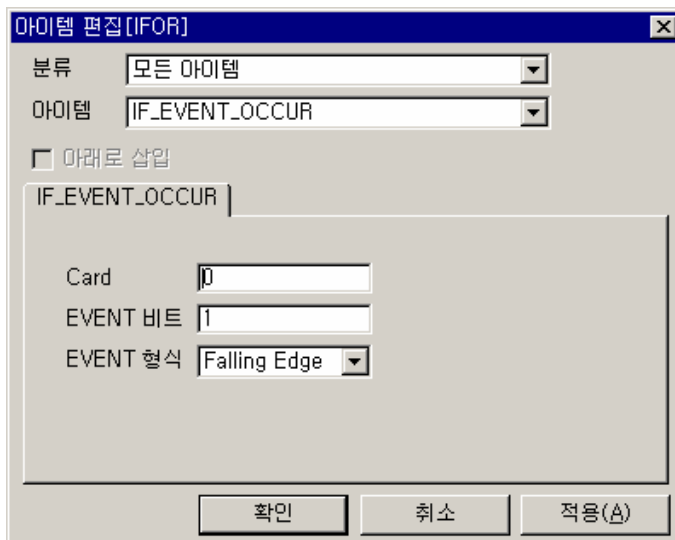 아이템 편집[IFOR]
분류 모든 아이템
아이템 IF_EVENT_OCCUR
아래로 삽입
IF_EVENT_OCCUR
Card 0
EVENT 비트 1
EVENT 형식 Falling Edge
확인 취소 적용(A)